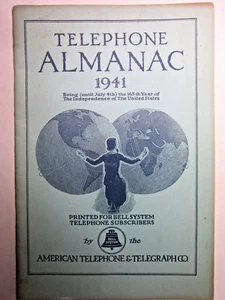 TELEPHONE
ALMANAC
1941
Being (until July 4th) the 165th Year of
The Independence of The United States
PRINTED FOR BELL SYSTEM
TELEPHONE SUBSCRIBERS
by the
AMERICAN TELEPHONE & TELEGRAPH CO